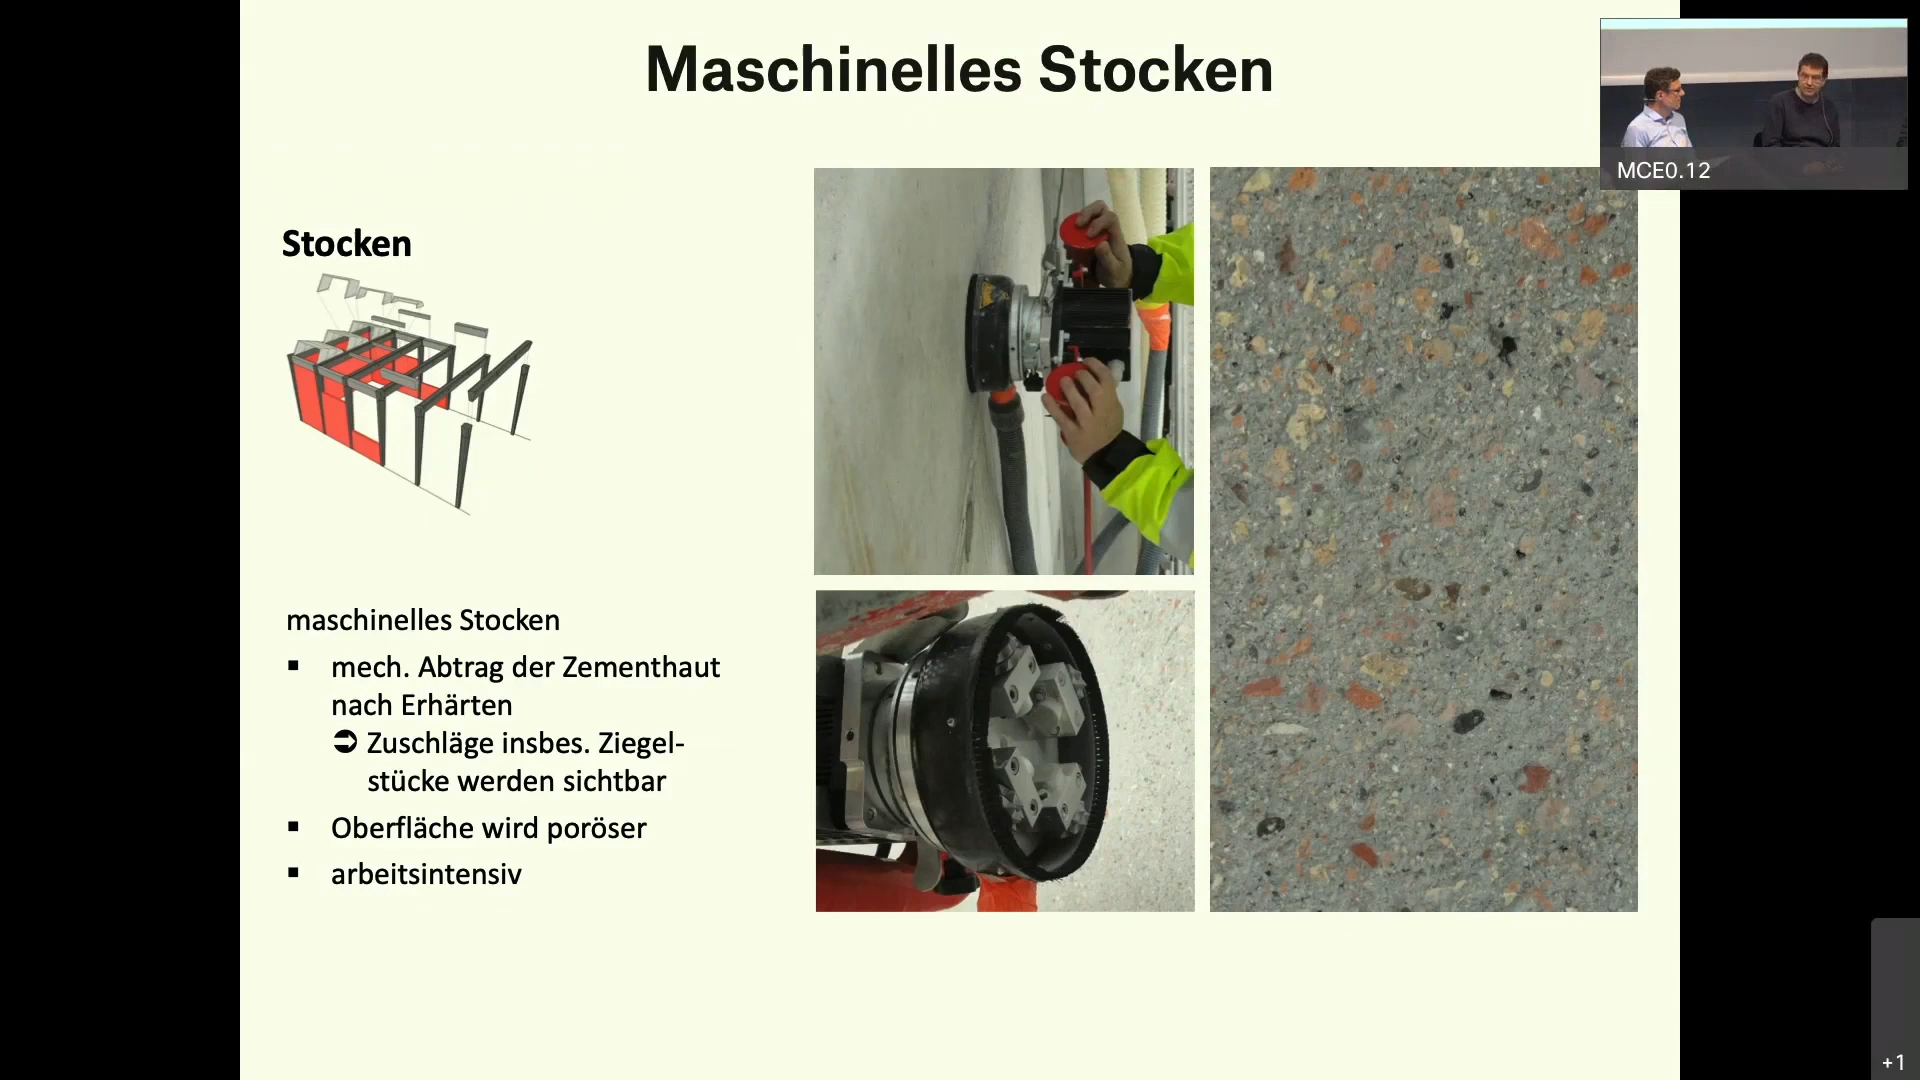 Maschinelles Stocken
MCE0.12
Stocken
maschinelles Stocken
▪ mech. Abtrag der Zementhaut
nach Erhärten
➲ Zuschläge insbes. Ziegel-
stücke werden sichtbar
▪ Oberfläche wird poröser
▪ arbeitsintensiv
+1